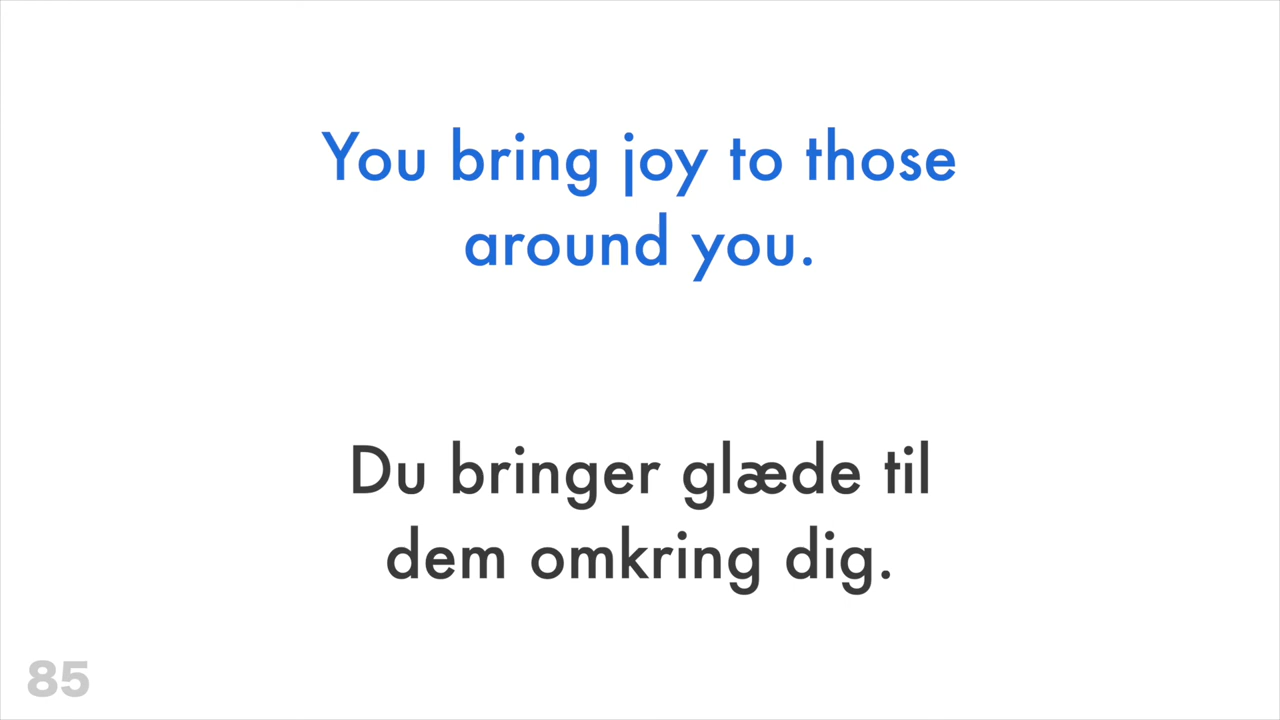 You bring joy to those
around you.
Du bringer glæde til
dem omkring dig.
85